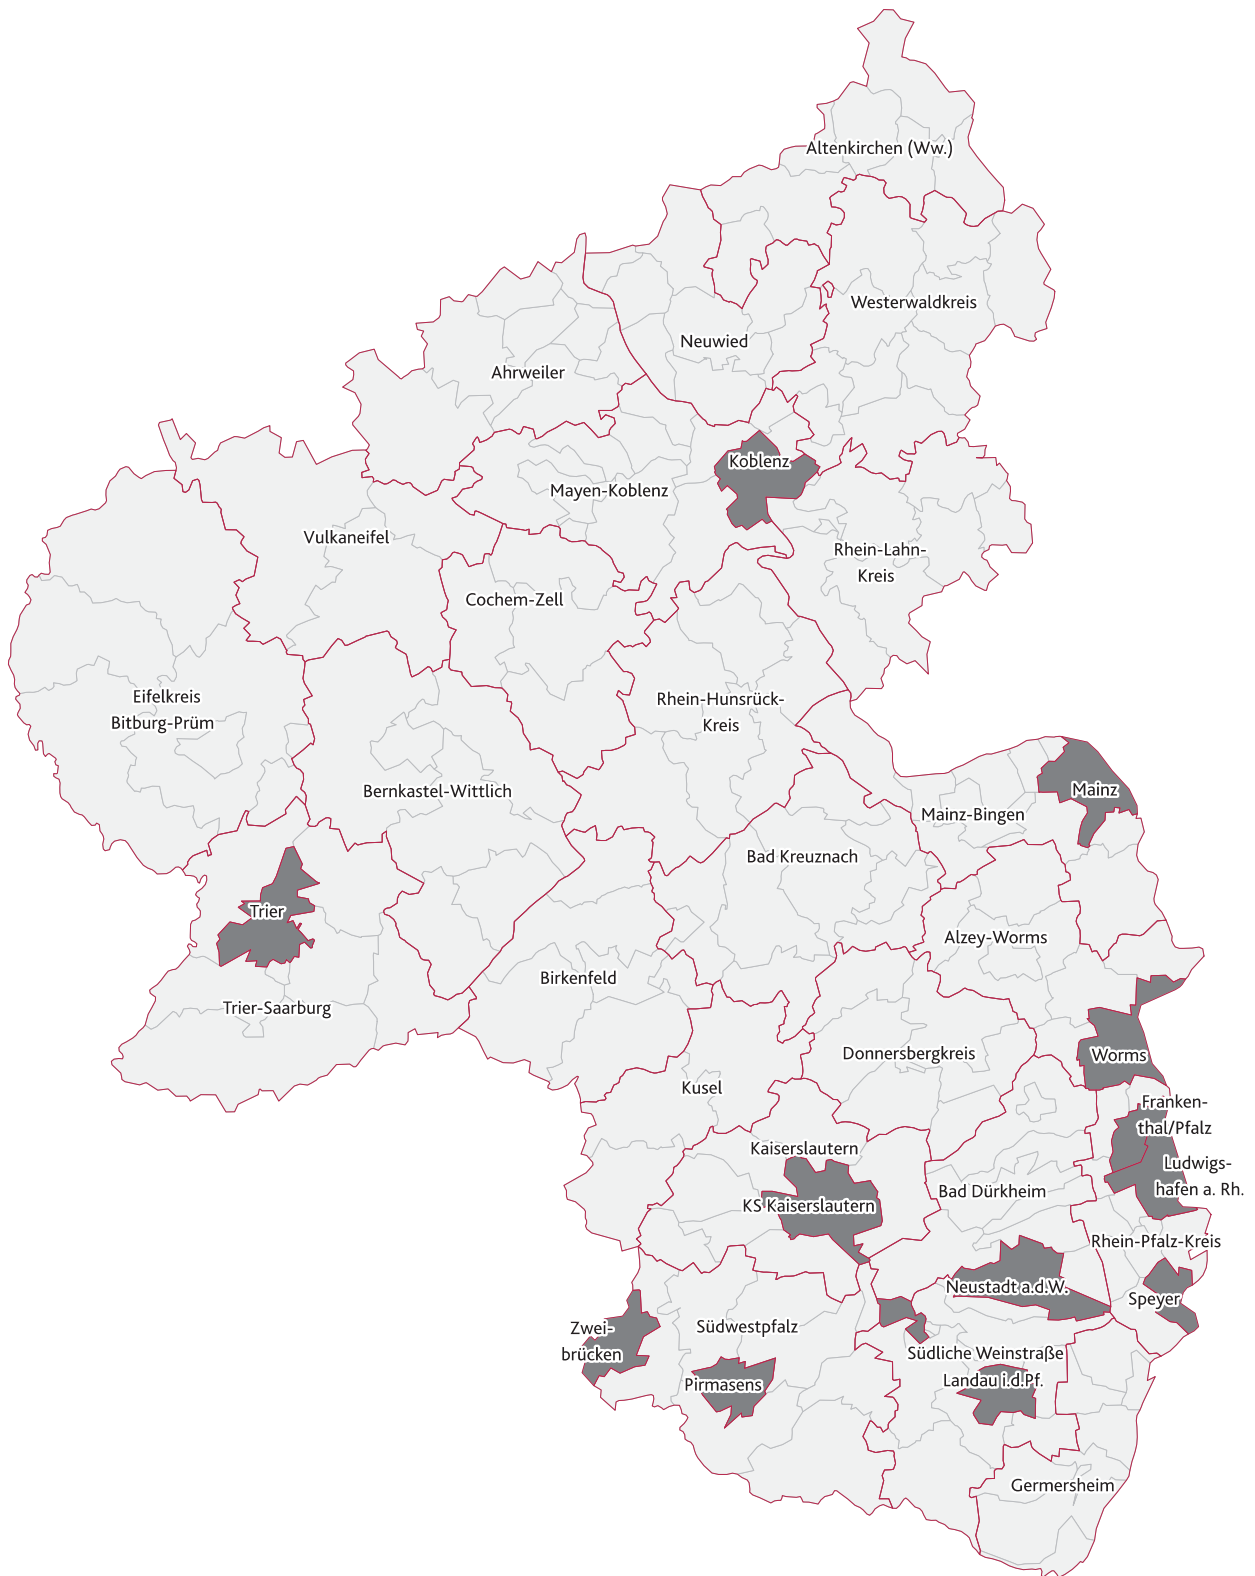 Altenkirchen (Ww.)
Westerwaldkreis
Neuwied
Ahrweiler
Koblenz
Mayen-Koblenz
Vulkaneifel
Rhein-Lahn-
Kreis
Cochem-Zell
Eifelkreis
Bitburg-Prüm
Rhein-Hunsrück-
Kreis
Bernkastel-Wittlich
Mainz
Mainz-Bingen
Bad Kreuznach
Trier
Alzey-Worms
Birkenfeld
Trier-Saarburg
Donnersbergkreis
Worms
Kusel
Franken-
thal/Pfalz
Kaiserslautern
Ludwigs-
hafen a. Rh.
Bad Dürkheim
KS Kaiserslautern
Rhein-Pfalz-Kreis
Neustadt a.d.W.
Speyer
Zwei-
brücken
Südwestpfalz
Südliche Weinstraße
Landau i.d.Pf.
Pirmasens
Germersheim